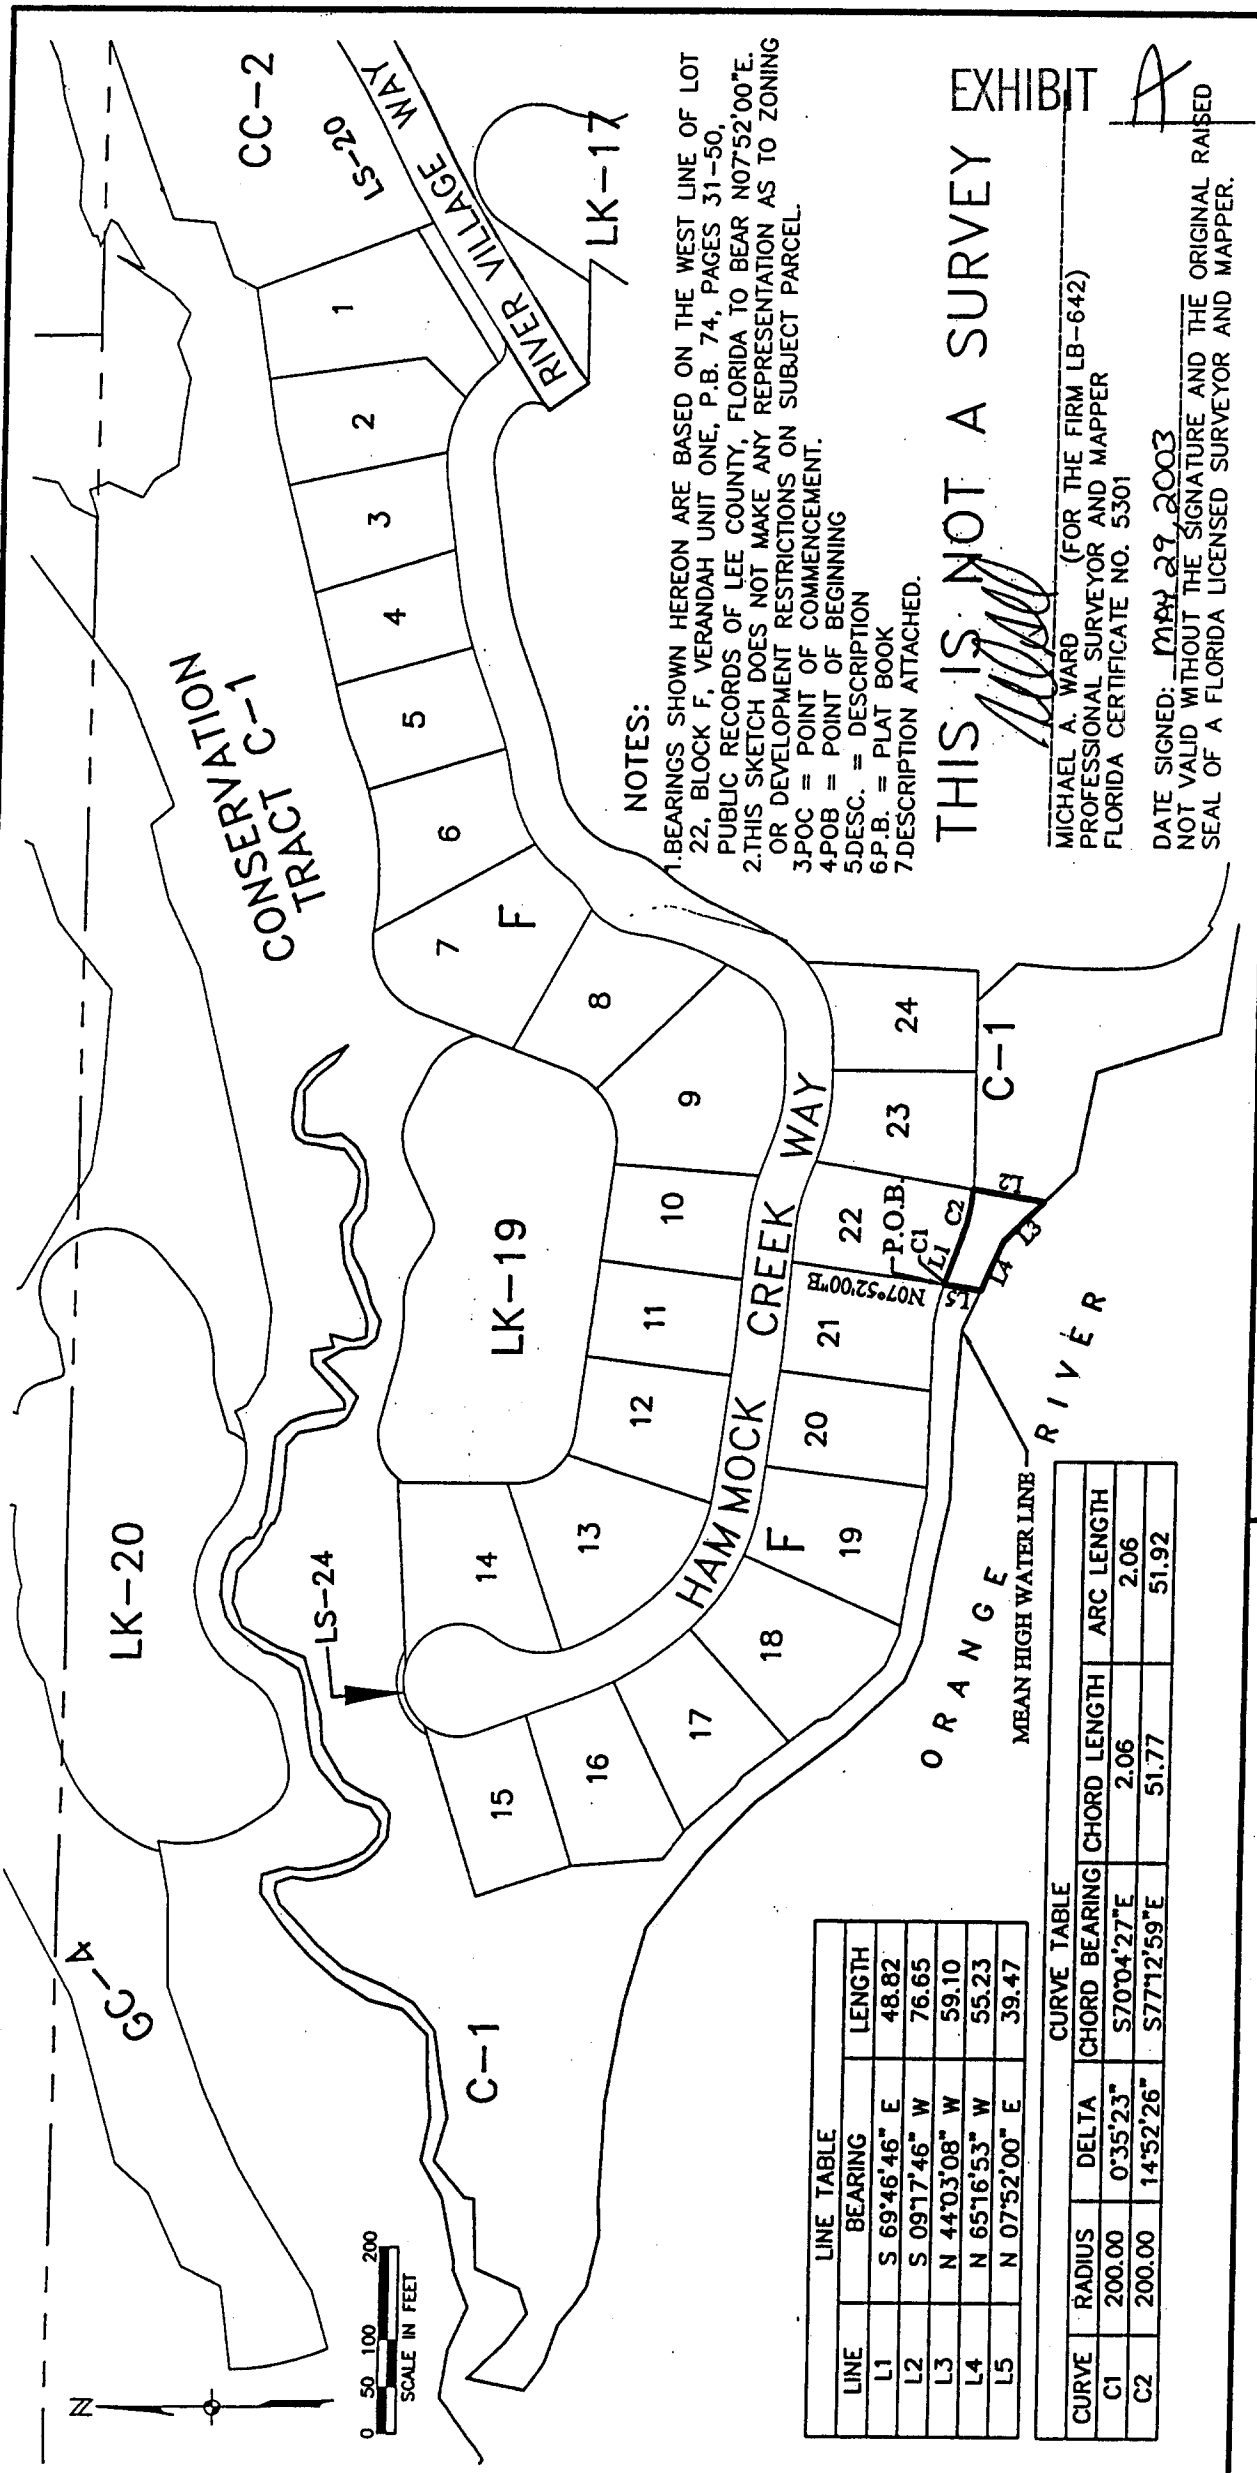 CC-2
LS-20
RIVER VILLAGE WAY
LK-17
CONSERVATION
TRACT C-1
GC-4
LK-20
LS-24
LK-19
C-1
1
2
3
4
5
6
7
F
8
9
10
11
12
13
14
15
16
17
18
19
F
20
21
22
23
24
C-1
HAMMOCK CREEK WAY
P.O.B.
C1
L1
C2
L2
L3
L4
L5
N07°52'00"E
MEAN HIGH WATER LINE
ORANGE RIVER
N
0 50 100 200
SCALE IN FEET
NOTES:
1.BEARINGS SHOWN HEREON ARE BASED ON THE WEST LINE OF LOT
22, BLOCK F, VERANDAH UNIT ONE, P.B. 74, PAGES 31-50,
PUBLIC RECORDS OF LEE COUNTY, FLORIDA TO BEAR N07°52'00"E.
2.THIS SKETCH DOES NOT MAKE ANY REPRESENTATION AS TO ZONING
OR DEVELOPMENT RESTRICTIONS ON SUBJECT PARCEL.
3.POC = POINT OF COMMENCEMENT.
4.POB = POINT OF BEGINNING
5.DESC. = DESCRIPTION
6.P.B. = PLAT BOOK
7.DESCRIPTION ATTACHED.
THIS IS NOT A SURVEY
EXHIBIT A
MICHAEL A. WARD (FOR THE FIRM LB-642)
PROFESSIONAL SURVEYOR AND MAPPER
FLORIDA CERTIFICATE NO. 5301
DATE SIGNED: MAY 29, 2003
NOT VALID WITHOUT THE SIGNATURE AND THE ORIGINAL RAISED
SEAL OF A FLORIDA LICENSED SURVEYOR AND MAPPER.
LINE TABLE
LINE BEARING LENGTH
L1 S 69°46'46" E 48.82
L2 S 09°17'46" W 76.65
L3 N 44°03'08" W 59.10
L4 N 65°16'53" W 55.23
L5 N 07°52'00" E 39.47
CURVE TABLE
CURVE RADIUS DELTA CHORD BEARING CHORD LENGTH ARC LENGTH
C1 200.00 0°35'23" S70°04'27"E 2.06 2.06
C2 200.00 14°52'26" S77°12'59"E 51.77 51.92